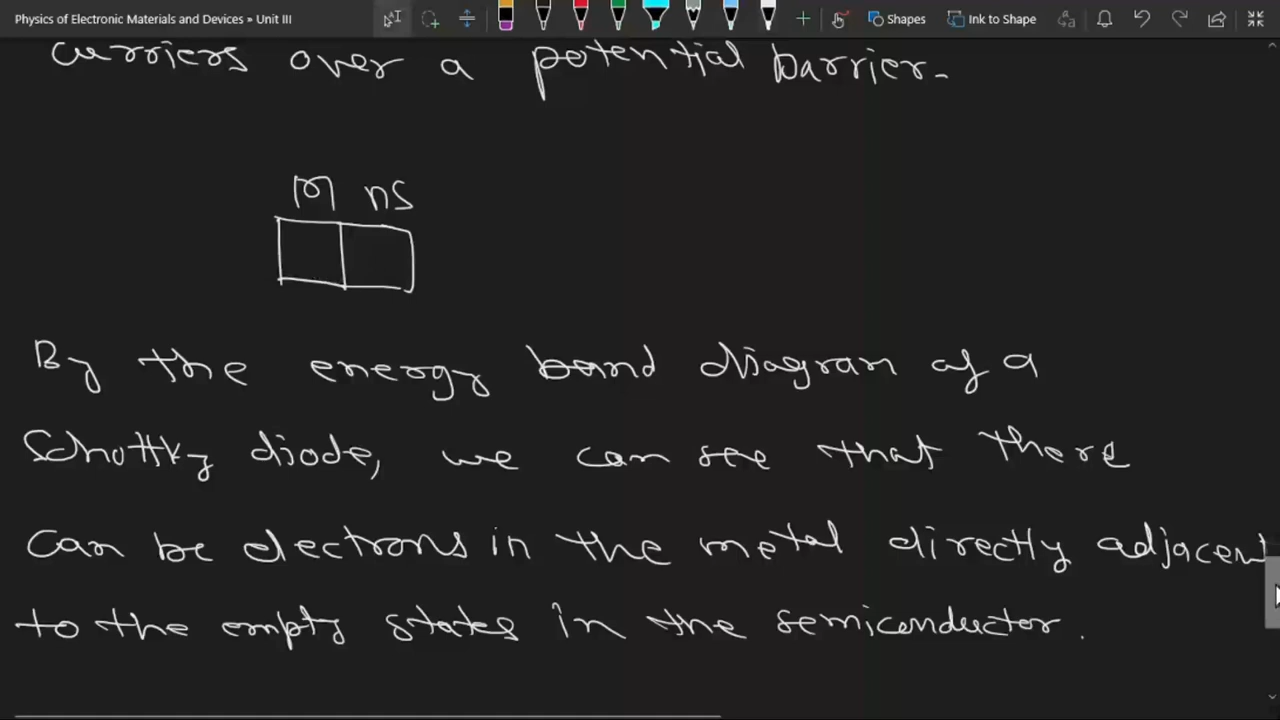 Physics of Electronic Materials and Devices » Unit III
Shapes
Ink to Shape
carriers over a potential barrier.
M ns
By the energy band diagram of a
Schottky diode, we can see that there
can be electrons in the metal directly adjacent
to the empty states in the semiconductor.